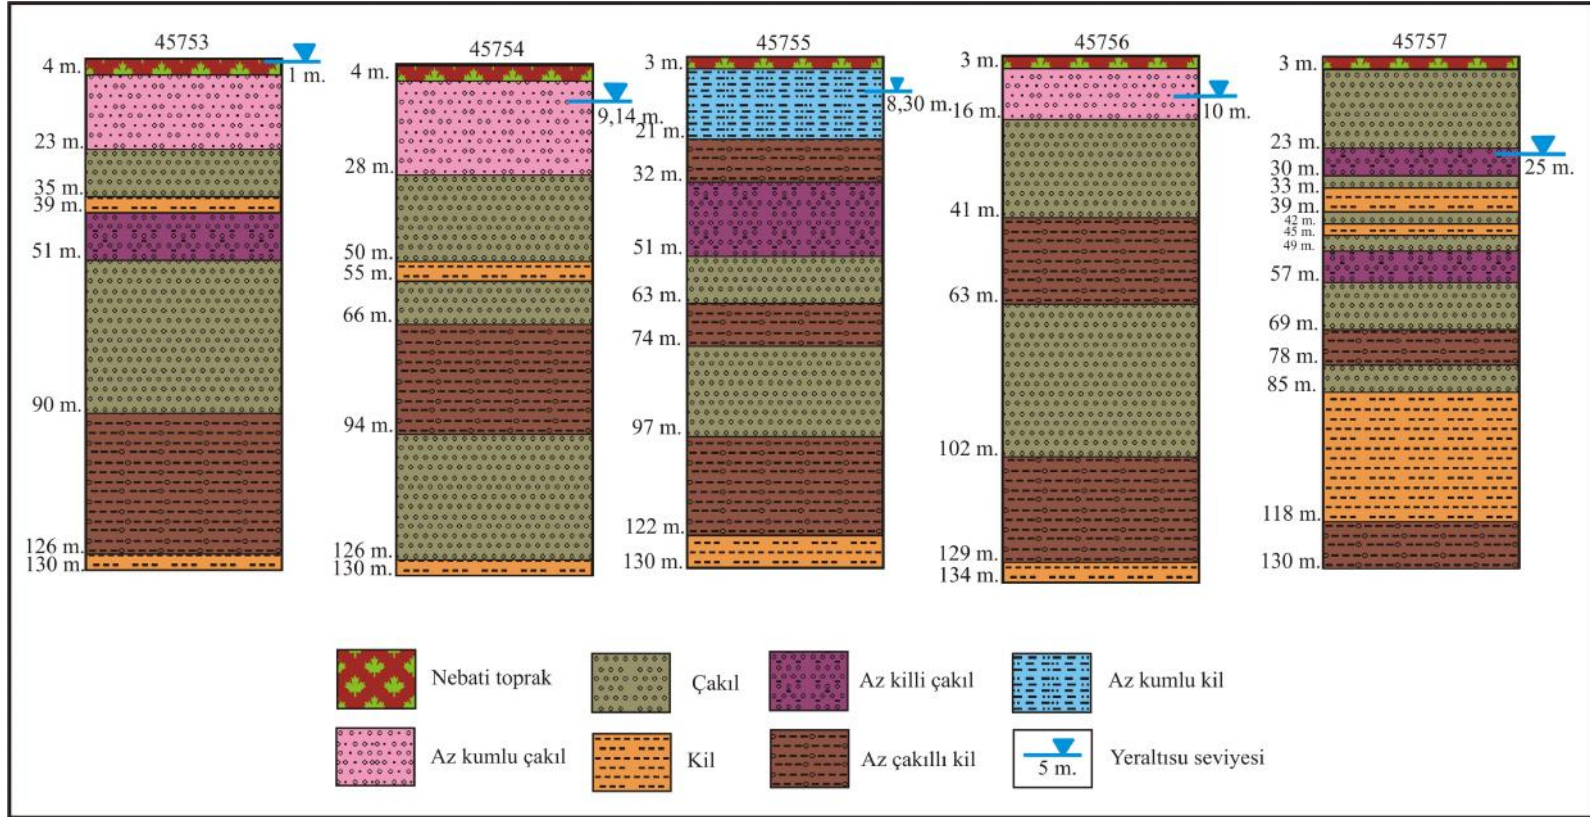 45753
4 m.
1 m.
23 m.
35 m.
39 m.
51 m.
90 m.
126 m.
130 m.
45754
4 m.
9,14 m.
28 m.
50 m.
55 m.
66 m.
94 m.
126 m.
130 m.
45755
3 m.
8,30 m.
21 m.
32 m.
51 m.
63 m.
74 m.
97 m.
122 m.
130 m.
45756
3 m.
10 m.
16 m.
41 m.
63 m.
102 m.
129 m.
134 m.
45757
3 m.
23 m.
25 m.
30 m.
33 m.
39 m.
42 m.
45 m.
49 m.
57 m.
69 m.
78 m.
85 m.
118 m.
130 m.
Nebati toprak
Çakıl
Az killi çakıl
Az kumlu kil
Az kumlu çakıl
Kil
Az çakıllı kil
5 m.
Yeraltısu seviyesi